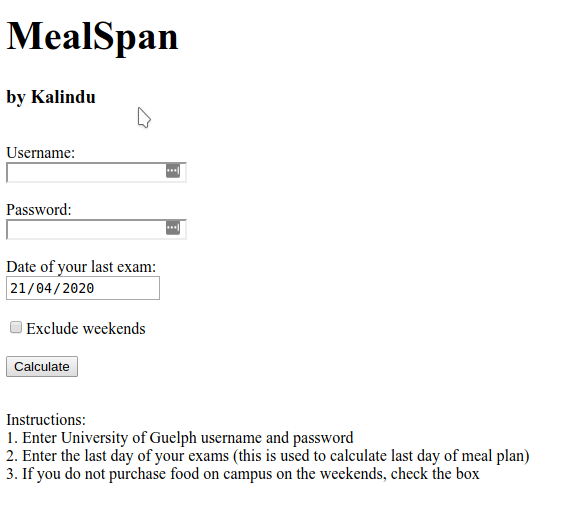 MealSpan
by Kalindu
Username:
Password:
Date of your last exam:
21/04/2020
Exclude weekends
Calculate
Instructions:
1. Enter University of Guelph username and password
2. Enter the last day of your exams (this is used to calculate last day of meal plan)
3. If you do not purchase food on campus on the weekends, check the box